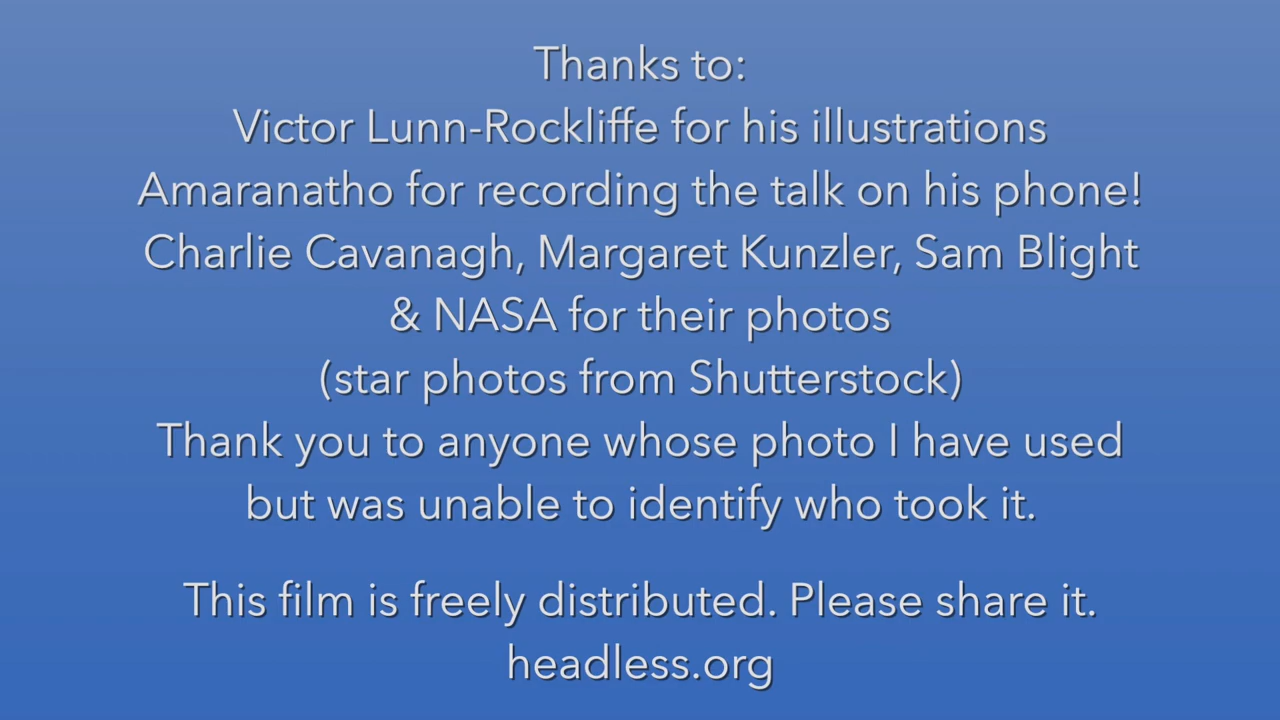 Thanks to:
Victor Lunn-Rockliffe for his illustrations
Amaranatho for recording the talk on his phone!
Charlie Cavanagh, Margaret Kunzler, Sam Blight
& NASA for their photos
(star photos from Shutterstock)
Thank you to anyone whose photo I have used
but was unable to identify who took it.
This film is freely distributed. Please share it.
headless.org